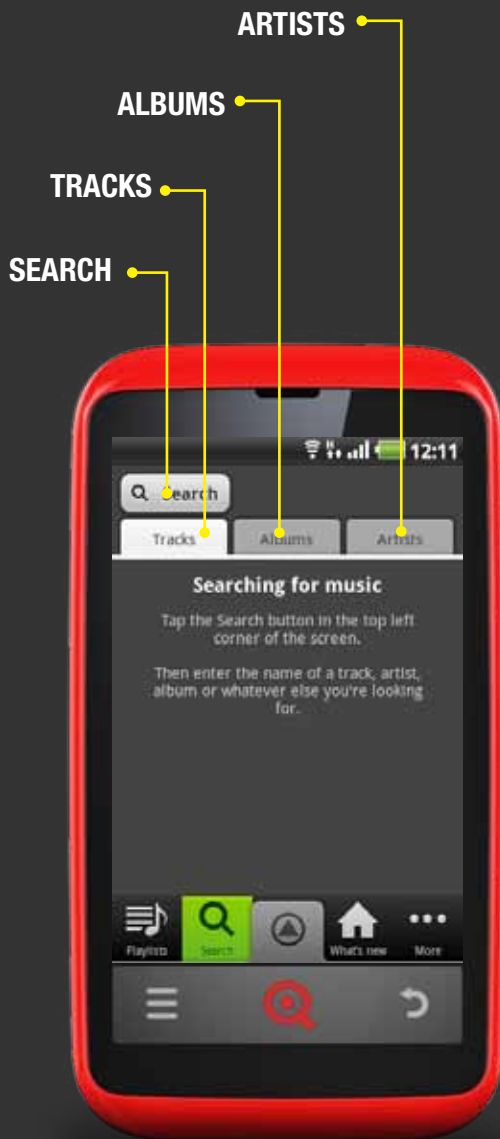 ARTISTS
ALBUMS
TRACKS
SEARCH
12:11
Search
Tracks Albums Artists
Searching for music
Tap the Search button in the top left
corner of the screen.
Then enter the name of a track, artist,
album or whatever else you're looking
for.
Playlists Search What's new More